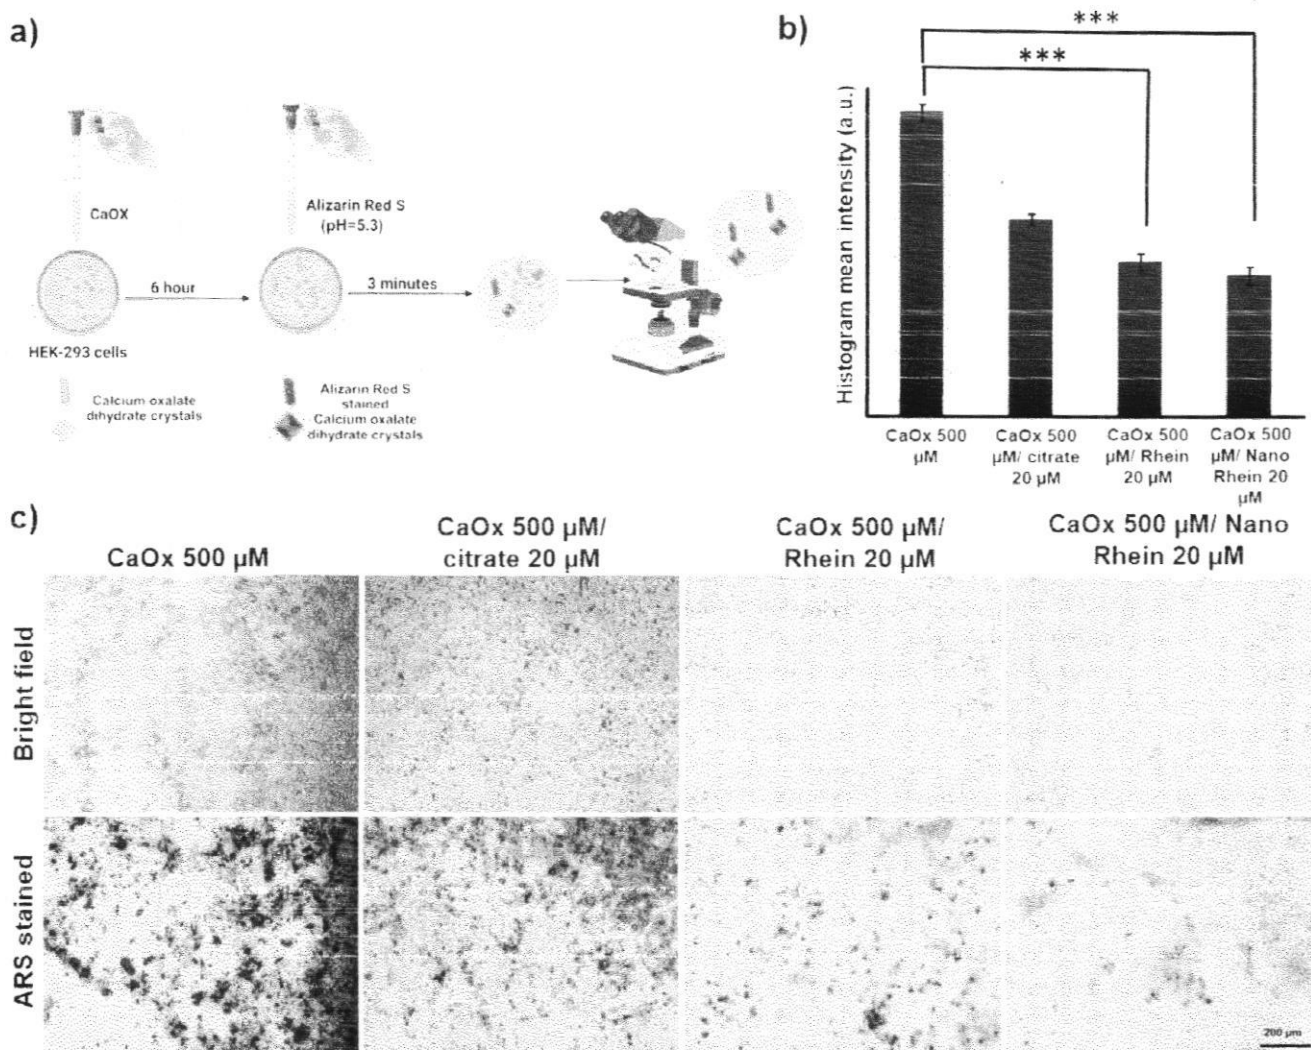 a)
CaOX
Alizarin Red S
(pH=5.3)
6 hour
3 minutes
HEK-293 cells
Calcium oxalate
dihydrate crystals
Alizarin Red S
stained
Calcium oxalate
dihydrate crystals
b)
***
***
Histogram mean intensity (a.u.)
CaOx 500
µM
CaOx 500
µM/ citrate
20 µM
CaOx 500
µM/ Rhein
20 µM
CaOx 500
µM/ Nano
Rhein 20
µM
c)
CaOx 500 µM
CaOx 500 µM/
citrate 20 µM
CaOx 500 µM/
Rhein 20 µM
CaOx 500 µM/ Nano
Rhein 20 µM
Bright field
ARS stained
200 µm